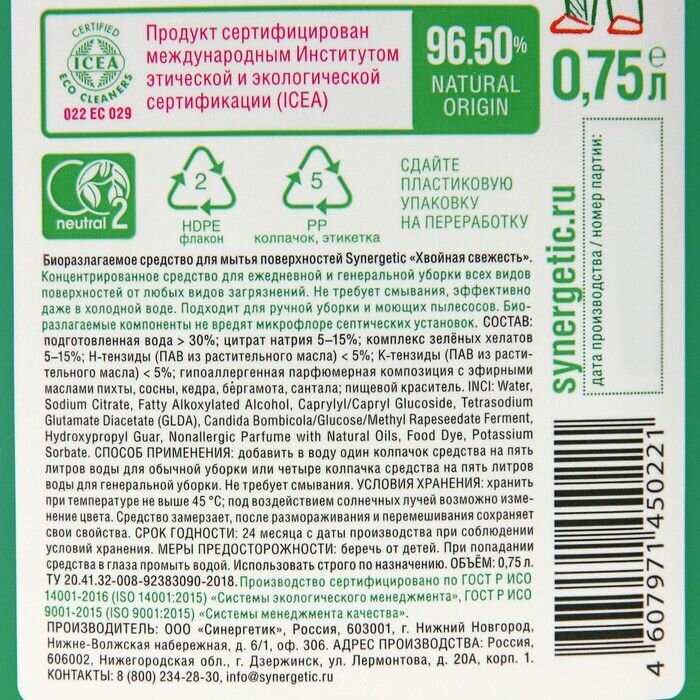 CERTIFIED
ICEA
ECO CLEANERS
022 EC 029
Продукт сертифицирован
международным Институтом
этической и экологической
сертификации (ICEA)
96.50%
NATURAL
ORIGIN
0,75 л e
neutral 2
2
HDPE
флакон
5
PP
колпачок, этикетка
СДАЙТЕ
ПЛАСТИКОВУЮ
УПАКОВКУ
НА ПЕРЕРАБОТКУ
Биоразлагаемое средство для мытья поверхностей Synergetic «Хвойная свежесть».
Концентрированное средство для ежедневной и генеральной уборки всех видов
поверхностей от любых видов загрязнений. Не требует смывания, эффективно
даже в холодной воде. Подходит для ручной уборки и моющих пылесосов. Био-
разлагаемые компоненты не вредят микрофлоре септических установок. СОСТАВ:
подготовленная вода > 30%; цитрат натрия 5–15%; комплекс зелёных хелатов
5–15%; Н-тензиды (ПАВ из растительного масла) < 5%; К-тензиды (ПАВ из расти-
тельного масла) < 5%; гипоаллергенная парфюмерная композиция с эфирными
маслами пихты, сосны, кедра, бергамота, сантала; пищевой краситель. INCI: Water,
Sodium Citrate, Fatty Alkoxylated Alcohol, Caprylyl/Capryl Glucoside, Tetrasodium
Glutamate Diacetate (GLDA), Candida Bombicola/Glucose/Methyl Rapeseedate Ferment,
Hydroxypropyl Guar, Nonallergic Parfume with Natural Oils, Food Dye, Potassium
Sorbate. СПОСОБ ПРИМЕНЕНИЯ: добавить в воду один колпачок средства на пять
литров воды для обычной уборки или четыре колпачка средства на пять литров
воды для генеральной уборки. Не требует смывания. УСЛОВИЯ ХРАНЕНИЯ: хранить
при температуре не выше 45 °С; под воздействием солнечных лучей возможно изме-
нение цвета. Средство замерзает, после размораживания и перемешивания сохраняет
свои свойства. СРОК ГОДНОСТИ: 24 месяца с даты производства при соблюдении
условий хранения. МЕРЫ ПРЕДОСТОРОЖНОСТИ: беречь от детей. При попадании
средства в глаза промыть водой. Использовать строго по назначению. ОБЪЁМ: 0,75 л.
ТУ 20.41.32-008-92383090-2018. Производство сертифицировано по ГОСТ Р ИСО
14001-2016 (ISO 14001:2015) «Системы экологического менеджмента», ГОСТ Р ИСО
9001-2015 (ISO 9001:2015) «Системы менеджмента качества».
ПРОИЗВОДИТЕЛЬ: ООО «Синергетик», Россия, 603001, г. Нижний Новгород,
Нижне-Волжская набережная, д. 6/1, оф. 306. АДРЕС ПРОИЗВОДСТВА: Россия,
606002, Нижегородская обл., г. Дзержинск, ул. Лермонтова, д. 20А, корп. 1.
КОНТАКТЫ: 8 (800) 234-28-30, info@synergetic.ru
synergetic.ru
дата производства / номер партии:
4 607971 450221